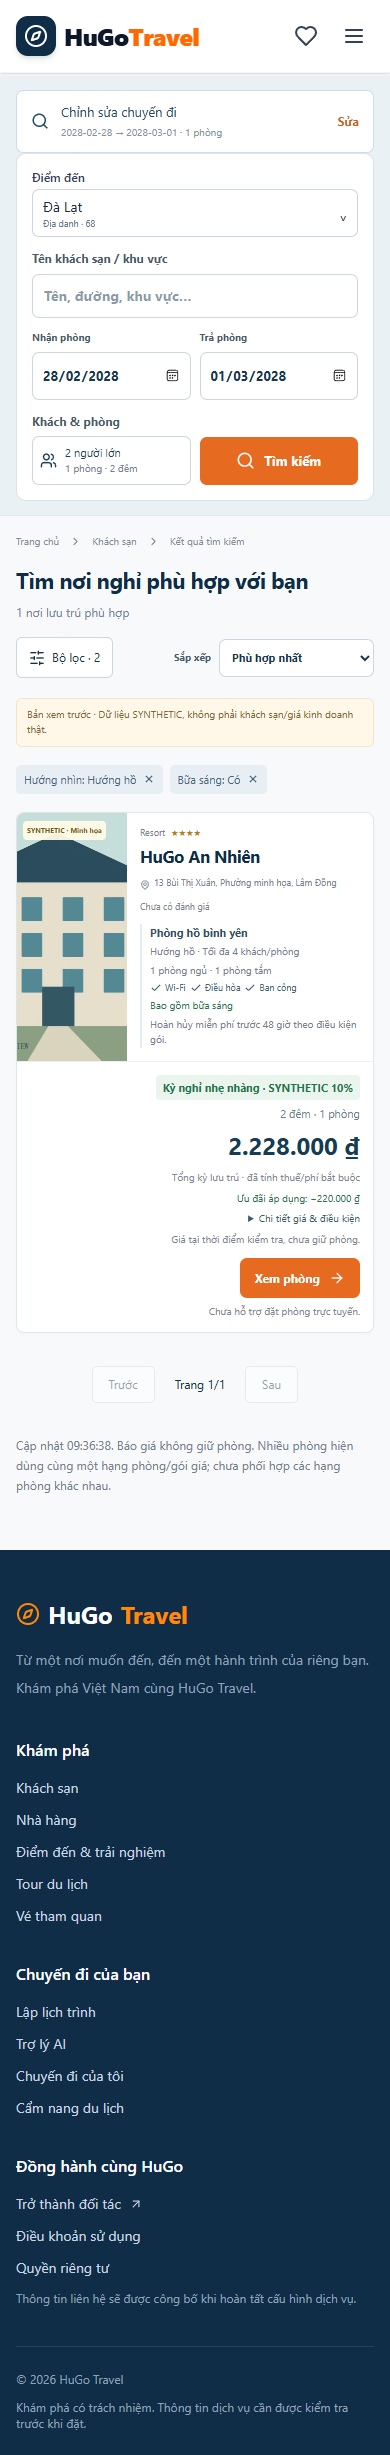 HuGoTravel
Chỉnh sửa chuyến đi
2028-02-28 → 2028-03-01 · 1 phòng
Sửa
Điểm đến
Đà Lạt
Địa danh · 68
v
Tên khách sạn / khu vực
Tên, đường, khu vực...
Nhận phòng
Trả phòng
28/02/2028
01/03/2028
Khách & phòng
2 người lớn
1 phòng · 2 đêm
Tìm kiếm
Trang chủ > Khách sạn > Kết quả tìm kiếm
Tìm nơi nghỉ phù hợp với bạn
1 nơi lưu trú phù hợp
Bộ lọc · 2
Sắp xếp
Phù hợp nhất
Bản xem trước · Dữ liệu SYNTHETIC, không phải khách sạn/giá kinh doanh
thật.
Hướng nhìn: Hướng hồ ✕
Bữa sáng: Có ✕
SYNTHETIC · Minh họa
Resort ★★★★
HuGo An Nhiên
13 Bùi Thị Xuân, Phường minh họa, Lâm Đồng
Chưa có đánh giá
Phòng hồ bình yên
Hướng hồ · Tối đa 4 khách/phòng
1 phòng ngủ · 1 phòng tắm
✓ Wi-Fi ✓ Điều hòa ✓ Ban công
Bao gồm bữa sáng
Hoàn hủy miễn phí trước 48 giờ theo điều kiện
gói.
Kỳ nghỉ nhẹ nhàng · SYNTHETIC 10%
2 đêm · 1 phòng
2.228.000 ₫
Tổng kỳ lưu trú · đã tính thuế/phí bắt buộc
Ưu đãi áp dụng: −220.000 ₫
▶ Chi tiết giá & điều kiện
Giá tại thời điểm kiểm tra, chưa giữ phòng.
Xem phòng →
Chưa hỗ trợ đặt phòng trực tuyến.
Trước
Trang 1/1
Sau
Cập nhật 09:36:38. Báo giá không giữ phòng. Nhiều phòng hiện
dùng cùng một hạng phòng/gói giá; chưa phối hợp các hạng
phòng khác nhau.
HuGo Travel
Từ một nơi muốn đến, đến một hành trình của riêng bạn.
Khám phá Việt Nam cùng HuGo Travel.
Khám phá
Khách sạn
Nhà hàng
Điểm đến & trải nghiệm
Tour du lịch
Vé tham quan
Chuyến đi của bạn
Lập lịch trình
Trợ lý AI
Chuyến đi của tôi
Cẩm nang du lịch
Đồng hành cùng HuGo
Trở thành đối tác ↗
Điều khoản sử dụng
Quyền riêng tư
Thông tin liên hệ sẽ được công bố khi hoàn tất cấu hình dịch vụ.
© 2026 HuGo Travel
Khám phá có trách nhiệm. Thông tin dịch vụ cần được kiểm tra
trước khi đặt.